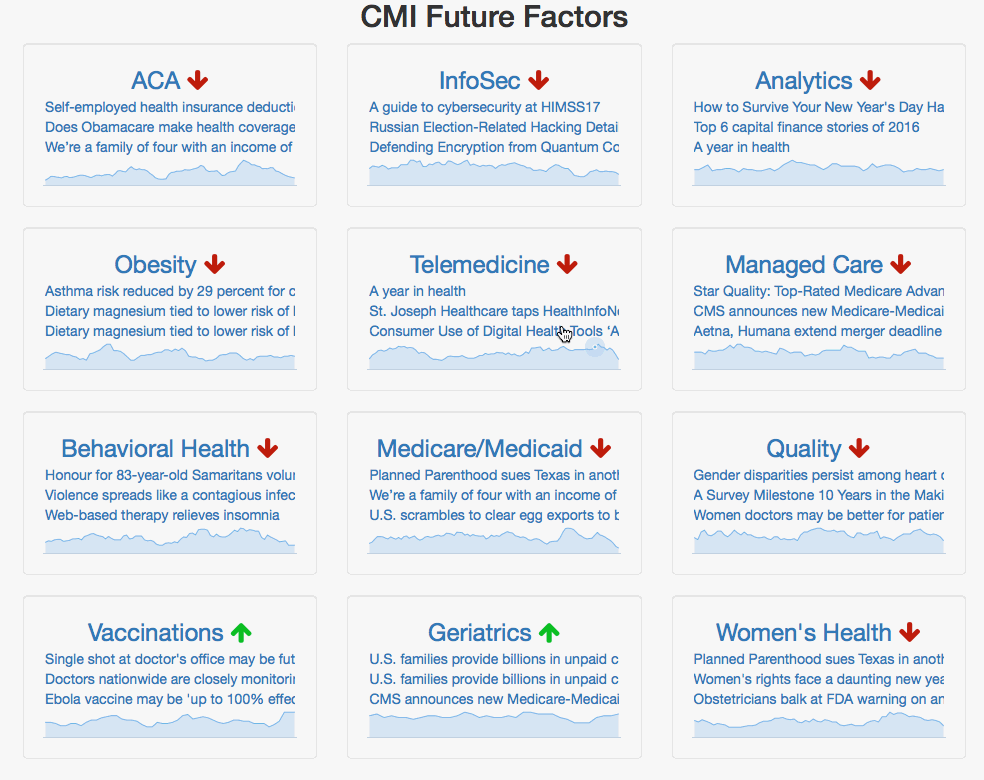 CMI Future Factors
ACA
Self-employed health insurance deducti
Does Obamacare make health coverage
We're a family of four with an income of
InfoSec
A guide to cybersecurity at HIMSS17
Russian Election-Related Hacking Detai
Defending Encryption from Quantum Co
Analytics
How to Survive Your New Year's Day Ha
Top 6 capital finance stories of 2016
A year in health
Obesity
Asthma risk reduced by 29 percent for c
Dietary magnesium tied to lower risk of
Dietary magnesium tied to lower risk of
Telemedicine
A year in health
St. Joseph Healthcare taps HealthInfoNe
Consumer Use of Digital Health Tools ‘A
Managed Care
Star Quality: Top-Rated Medicare Advan
CMS announces new Medicare-Medicai
Aetna, Humana extend merger deadline
Behavioral Health
Honour for 83-year-old Samaritans volun
Violence spreads like a contagious infec
Web-based therapy relieves insomnia
Medicare/Medicaid
Planned Parenthood sues Texas in anoth
We're a family of four with an income of
U.S. scrambles to clear egg exports to b
Quality
Gender disparities persist among heart c
A Survey Milestone 10 Years in the Maki
Women doctors may be better for patien
Vaccinations
Single shot at doctor's office may be fut
Doctors nationwide are closely monitorin
Ebola vaccine may be 'up to 100% effec
Geriatrics
U.S. families provide billions in unpaid c
U.S. families provide billions in unpaid c
CMS announces new Medicare-Medicai
Women's Health
Planned Parenthood sues Texas in anoth
Women's rights face a daunting new yea
Obstetricians balk at FDA warning on an